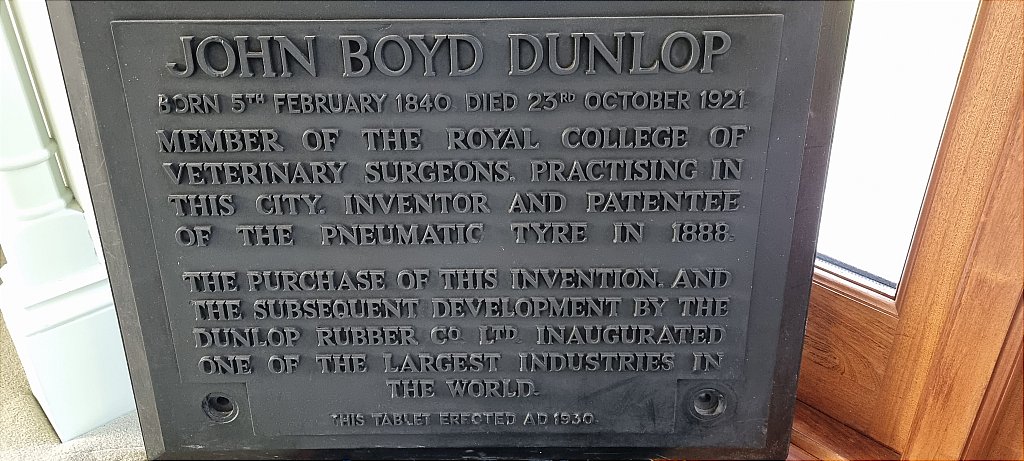 JOHN BOYD DUNLOP
BORN 5TH FEBRUARY 1840. DIED 23RD OCTOBER 1921.
MEMBER OF THE ROYAL COLLEGE OF
VETERINARY SURGEONS, PRACTISING IN
THIS CITY. INVENTOR AND PATENTEE
OF THE PNEUMATIC TYRE IN 1888.
THE PURCHASE OF THIS INVENTION, AND
THE SUBSEQUENT DEVELOPMENT BY THE
DUNLOP RUBBER CO. LTD. INAUGURATED
ONE OF THE LARGEST INDUSTRIES IN
THE WORLD.
THIS TABLET ERECTED AD 1930.